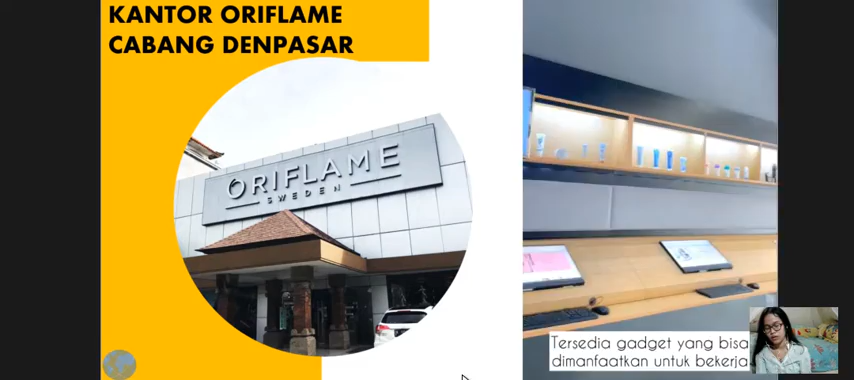 KANTOR ORIFLAME
CABANG DENPASAR
ORIFLAME
SWEDEN
Tersedia gadget yang bisa
dimanfaatkan untuk bekerja